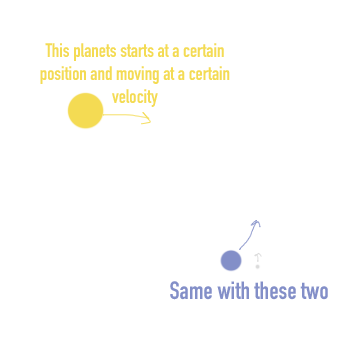 This planets starts at a certain
position and moving at a certain
velocity
Same with these two